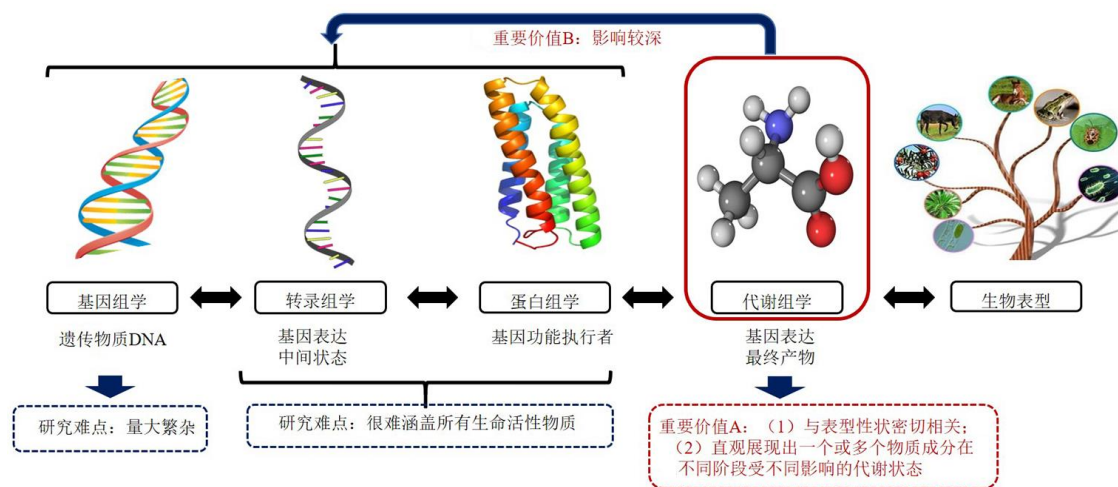 重要价值B：影响较深
基因组学
转录组学
蛋白组学
代谢组学
生物表型
遗传物质DNA
基因表达
中间状态
基因功能执行者
基因表达
最终产物
研究难点：量大繁杂
研究难点：很难涵盖所有生命活性物质
重要价值A：（1）与表型性状密切相关；
（2）直观展现出一个或多个物质成分在
不同阶段受不同影响的代谢状态